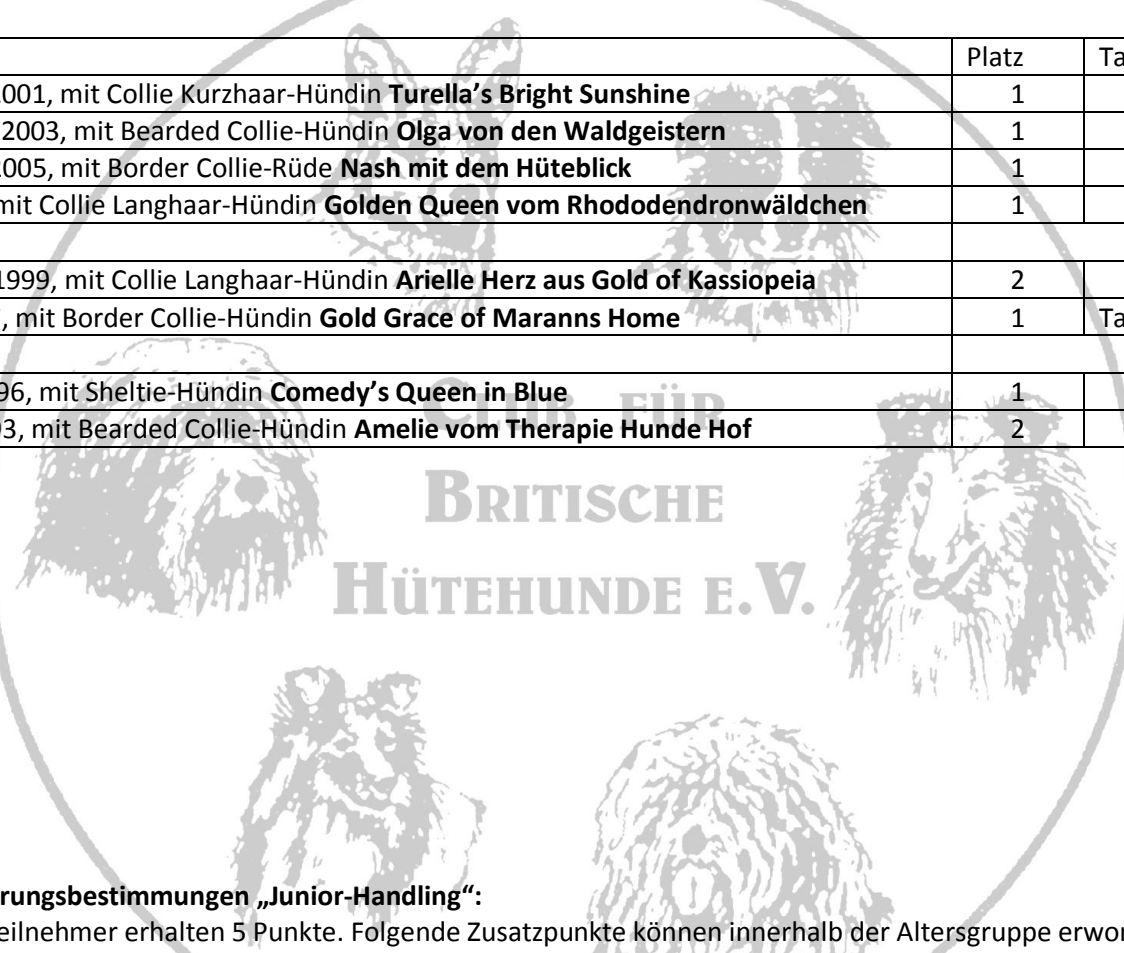 Platz Ta
001, mit Collie Kurzhaar-Hündin Turella's Bright Sunshine 1
2003, mit Bearded Collie-Hündin Olga von den Waldgeistern 1
2005, mit Border Collie-Rüde Nash mit dem Hüteblick 1
mit Collie Langhaar-Hündin Golden Queen vom Rhododendronwäldchen 1
1999, mit Collie Langhaar-Hündin Arielle Herz aus Gold of Kassiopeia 2
, mit Border Collie-Hündin Gold Grace of Maranns Home 1 Ta
96, mit Sheltie-Hündin Comedy's Queen in Blue 1
93, mit Bearded Collie-Hündin Amelie vom Therapie Hunde Hof 2
CLUB FÜR
BRITISCHE
HÜTEHUNDE E.V.
rungsbestimmungen „Junior-Handling“:
eilnehmer erhalten 5 Punkte. Folgende Zusatzpunkte können innerhalb der Altersgruppe erwor